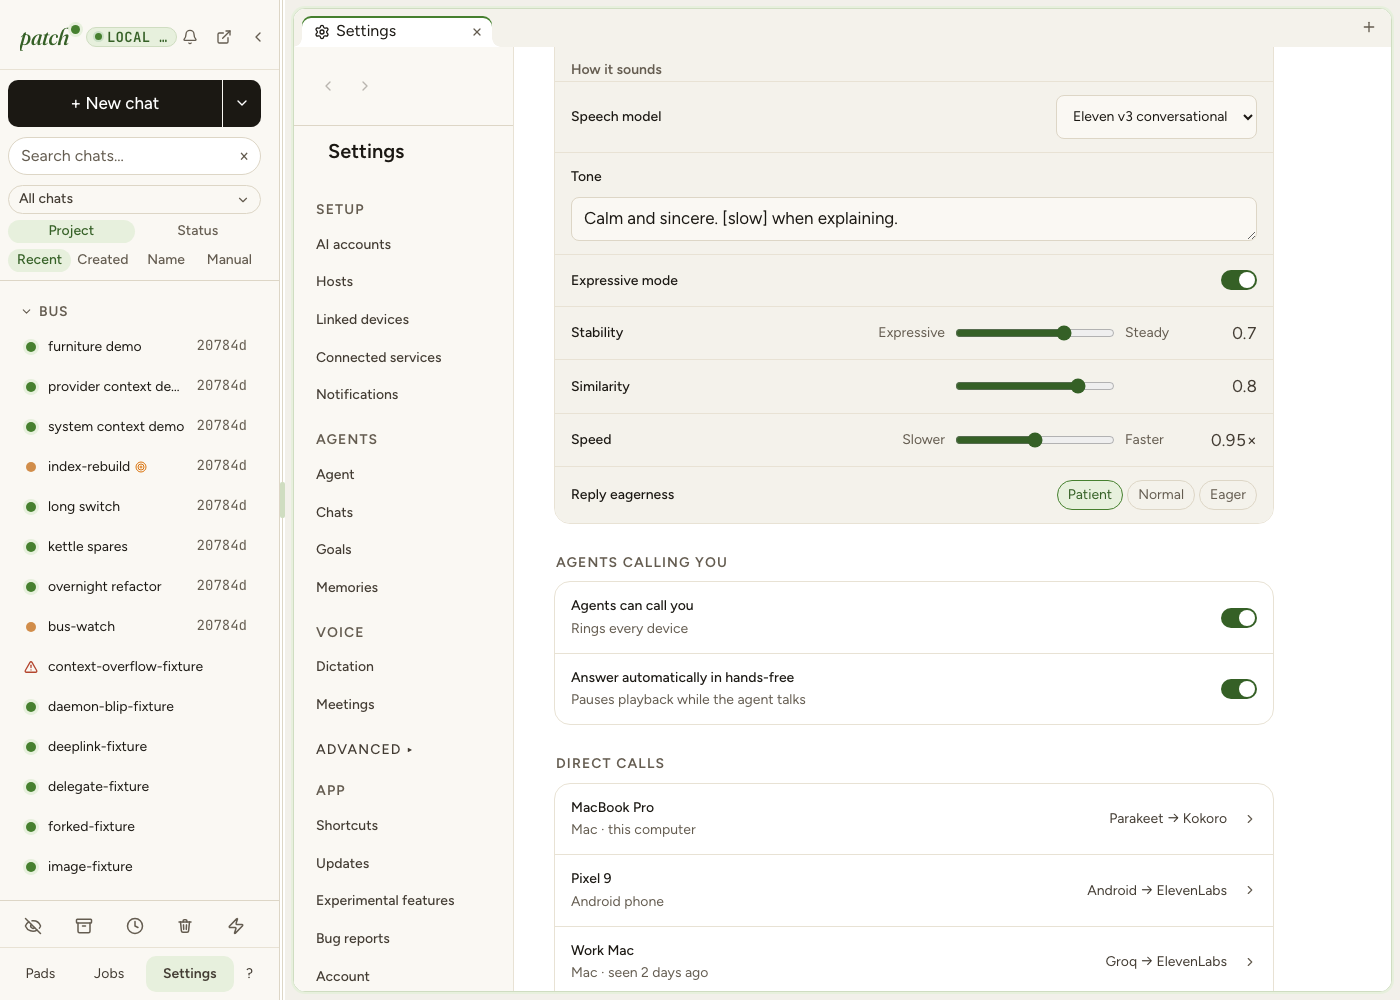 patch
LOCAL …
+ New chat
Search chats…
All chats
Project
Status
Recent
Created
Name
Manual
BUS
furniture demo 20784d
provider context de… 20784d
system context demo 20784d
index-rebuild 20784d
long switch 20784d
kettle spares 20784d
overnight refactor 20784d
bus-watch 20784d
context-overflow-fixture
daemon-blip-fixture
deeplink-fixture
delegate-fixture
forked-fixture
image-fixture
Pads
Jobs
Settings
?
Settings
Settings
SETUP
AI accounts
Hosts
Linked devices
Connected services
Notifications
AGENTS
Agent
Chats
Goals
Memories
VOICE
Dictation
Meetings
ADVANCED
APP
Shortcuts
Updates
Experimental features
Bug reports
Account
How it sounds
Speech model
Eleven v3 conversational
Tone
Calm and sincere. [slow] when explaining.
Expressive mode
Stability Expressive Steady 0.7
Similarity 0.8
Speed Slower Faster 0.95×
Reply eagerness Patient Normal Eager
AGENTS CALLING YOU
Agents can call you
Rings every device
Answer automatically in hands-free
Pauses playback while the agent talks
DIRECT CALLS
MacBook Pro
Mac · this computer
Parakeet → Kokoro
Pixel 9
Android phone
Android → ElevenLabs
Work Mac
Mac · seen 2 days ago
Groq → ElevenLabs